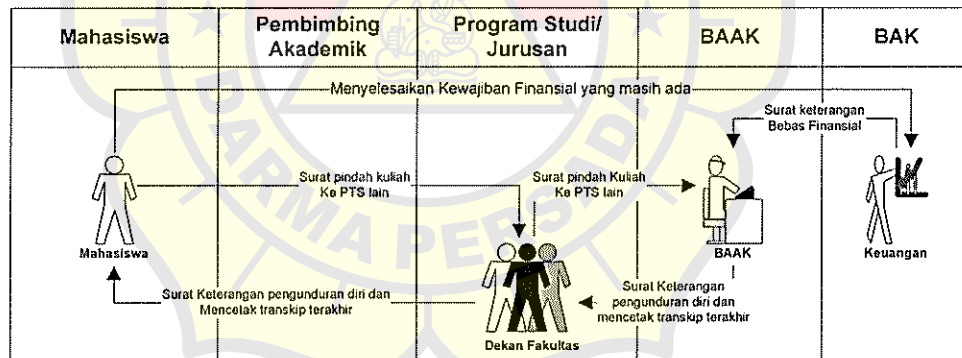 Mahasiswa
Pembimbing
Akademik
Program Studi/
Jurusan
BAAK
BAK
Menyelesaikan Kewajiban Finansial yang masih ada
Surat keterangan
Bebas Finansial
Surat pindah kuliah
Ke PTS lain
Surat pindah Kuliah
Ke PTS lain
Mahasiswa
BAAK
Keuangan
Surat Keterangan pengunduran diri dan
Mencetak transkip terakhir
Surat Keterangan
pengunduran diri dan
mencetak transkip terakhir
Dekan Fakultas
DARMA PERSADA